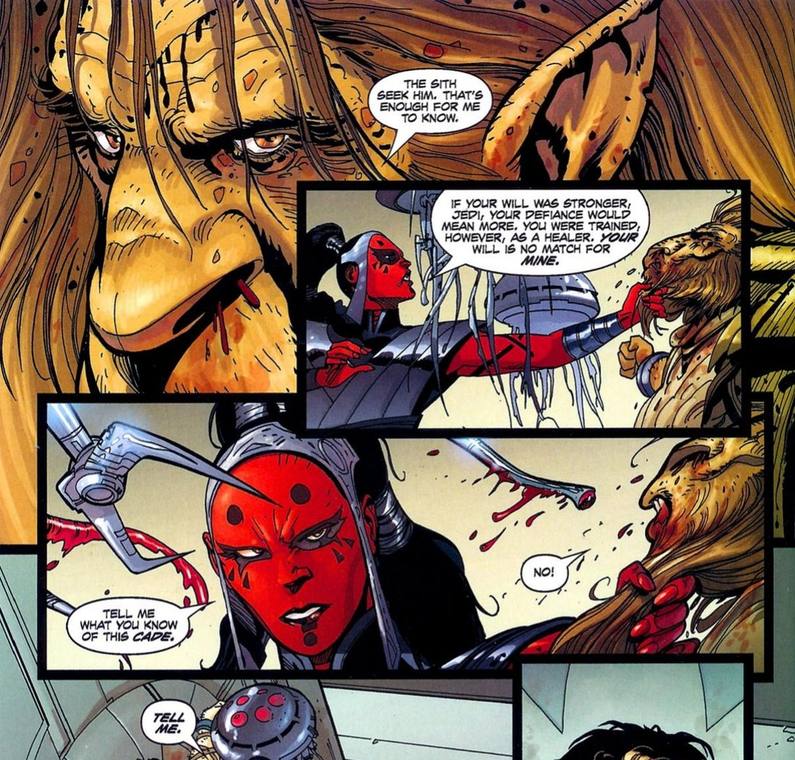 THE SITH
SEEK HIM. THAT'S
ENOUGH FOR ME
TO KNOW.
IF YOUR WILL WAS STRONGER,
JEDI, YOUR DEFIANCE WOULD
MEAN MORE. YOU WERE TRAINED,
HOWEVER, AS A HEALER. YOUR
WILL IS NO MATCH FOR
MINE.
NO!
TELL ME
WHAT YOU KNOW
OF THIS CADE.
TELL
ME.